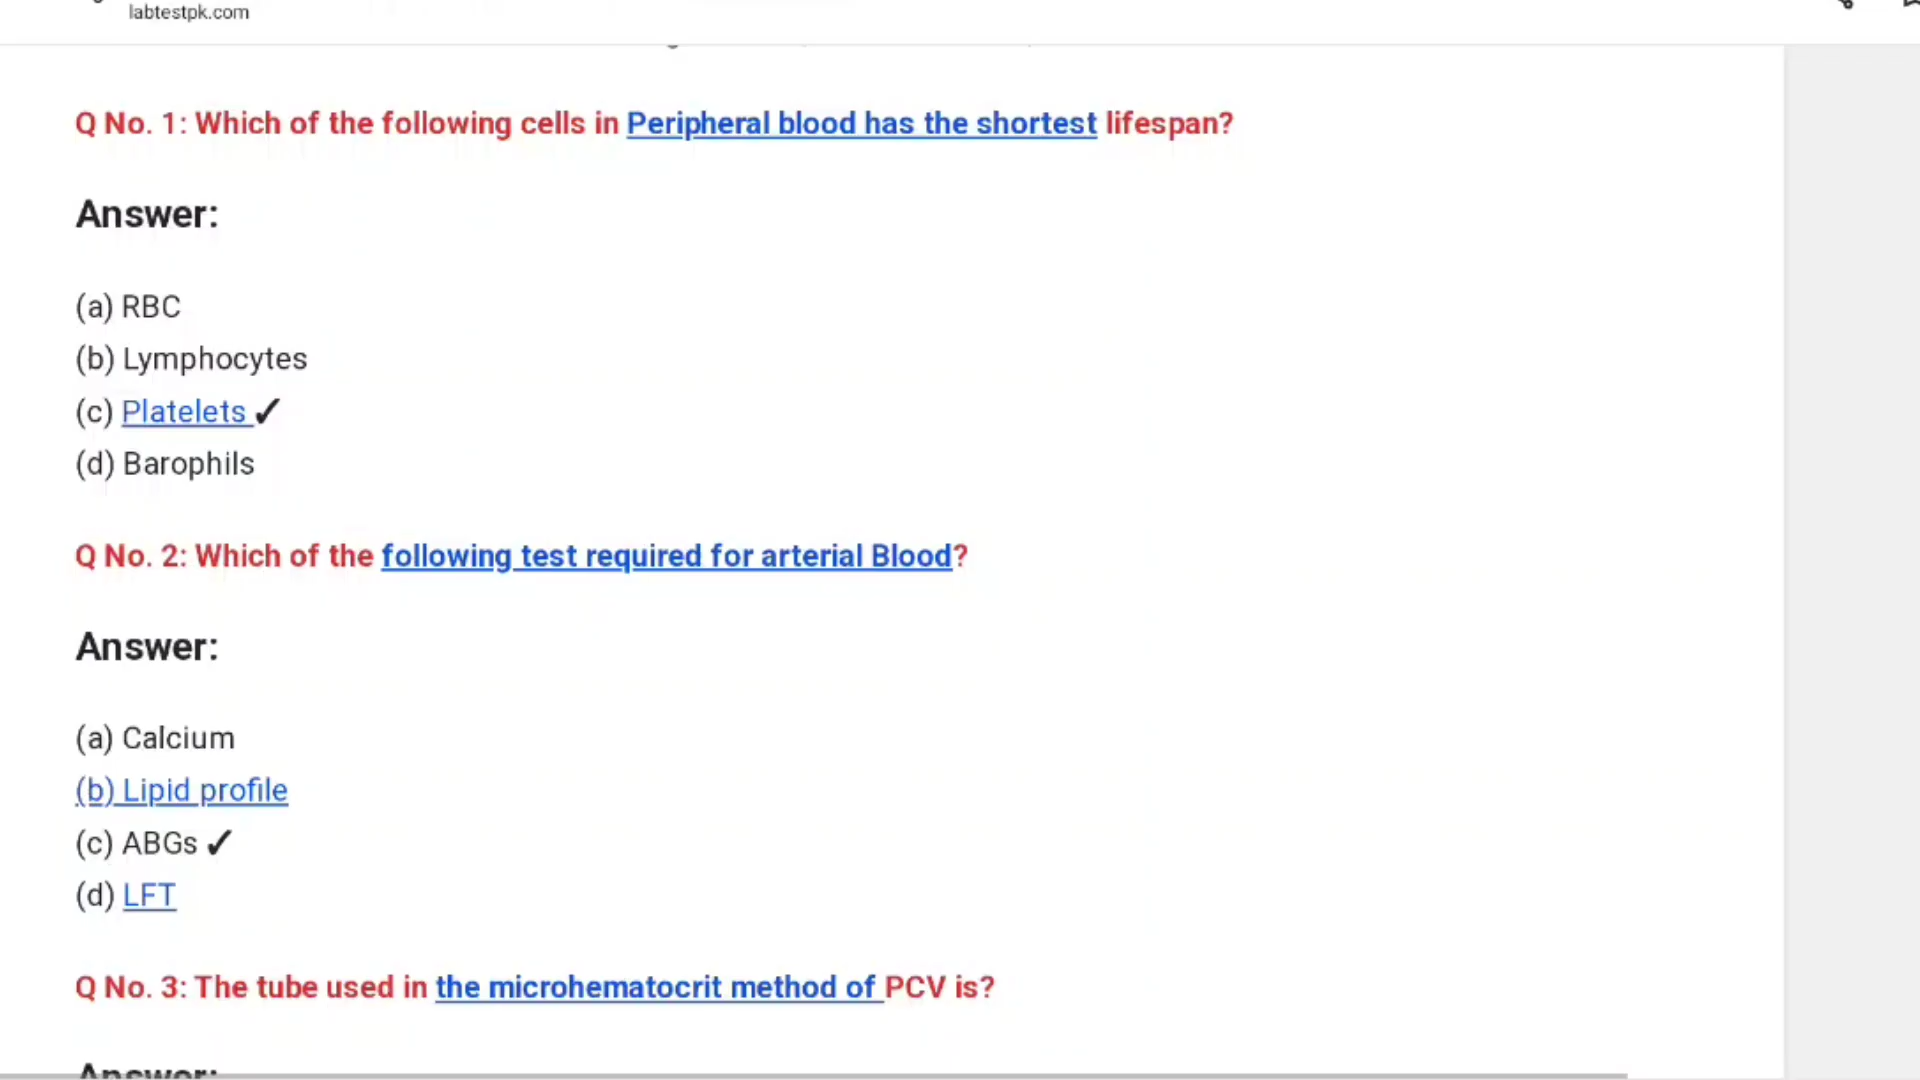 labtestpk.com
Q No. 1: Which of the following cells in Peripheral blood has the shortest lifespan?
Answer:
(a) RBC
(b) Lymphocytes
(c) Platelets ✓
(d) Barophils
Q No. 2: Which of the following test required for arterial Blood?
Answer:
(a) Calcium
(b) Lipid profile
(c) ABGs ✓
(d) LFT
Q No. 3: The tube used in the microhematocrit method of PCV is?
Answer: